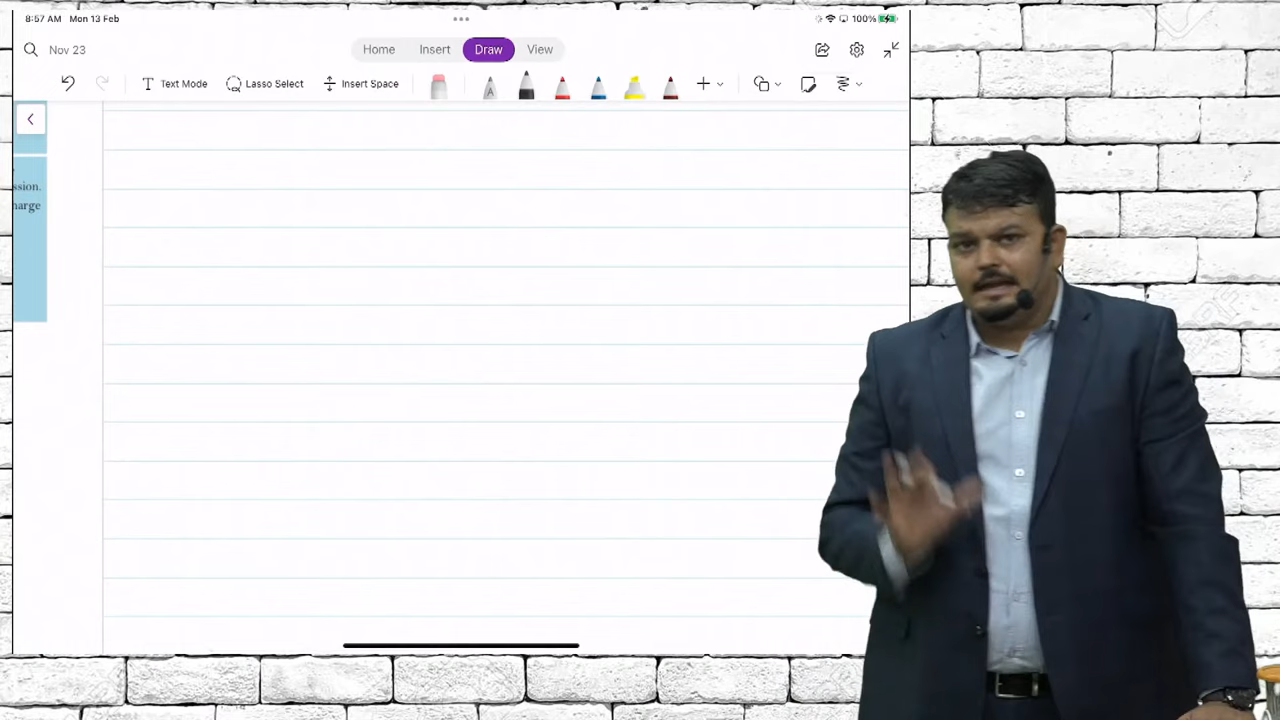 8:57 AM Mon 13 Feb
100%
Nov 23
Home Insert Draw View
Text Mode Lasso Select Insert Space
ssion.
harge